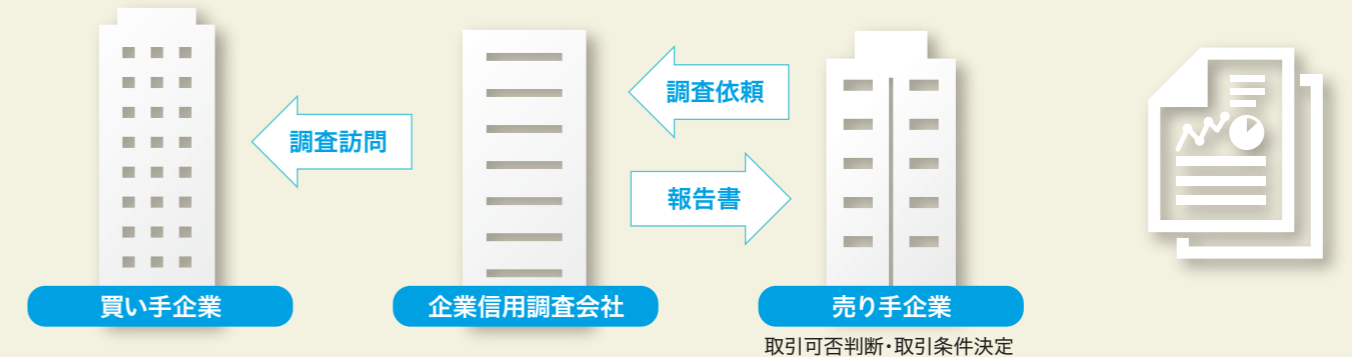 調査依頼
調査訪問
報告書
買い手企業
企業信用調査会社
売り手企業
取引可否判断・取引条件決定